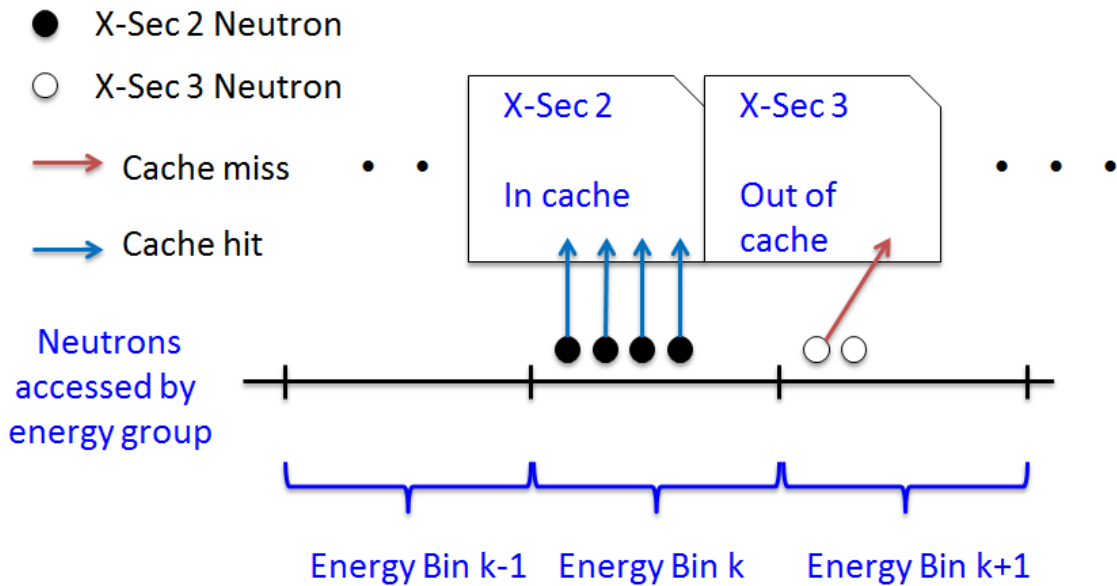 X-Sec 2 Neutron
X-Sec 3 Neutron
Cache miss
Cache hit
X-Sec 2
In cache
X-Sec 3
Out of
cache
Neutrons
accessed by
energy group
Energy Bin k-1
Energy Bin k
Energy Bin k+1